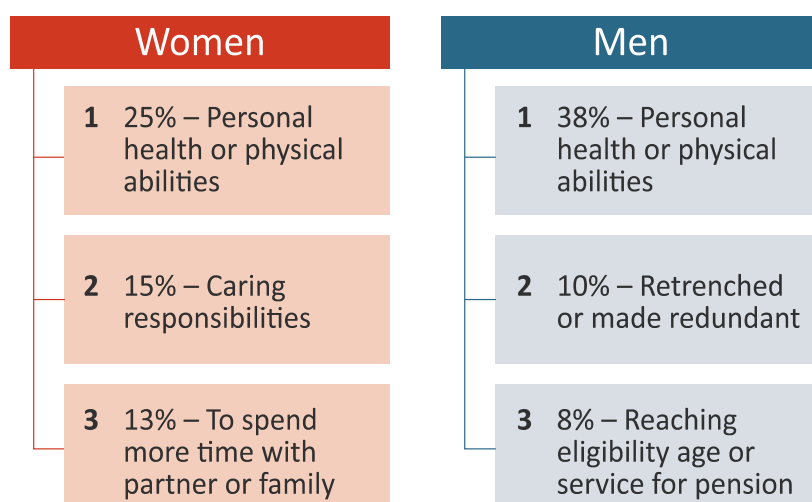 Women
1 25% – Personal
health or physical
abilities
2 15% – Caring
responsibilities
3 13% – To spend
more time with
partner or family
Men
1 38% – Personal
health or physical
abilities
2 10% – Retrenched
or made redundant
3 8% – Reaching
eligibility age or
service for pension